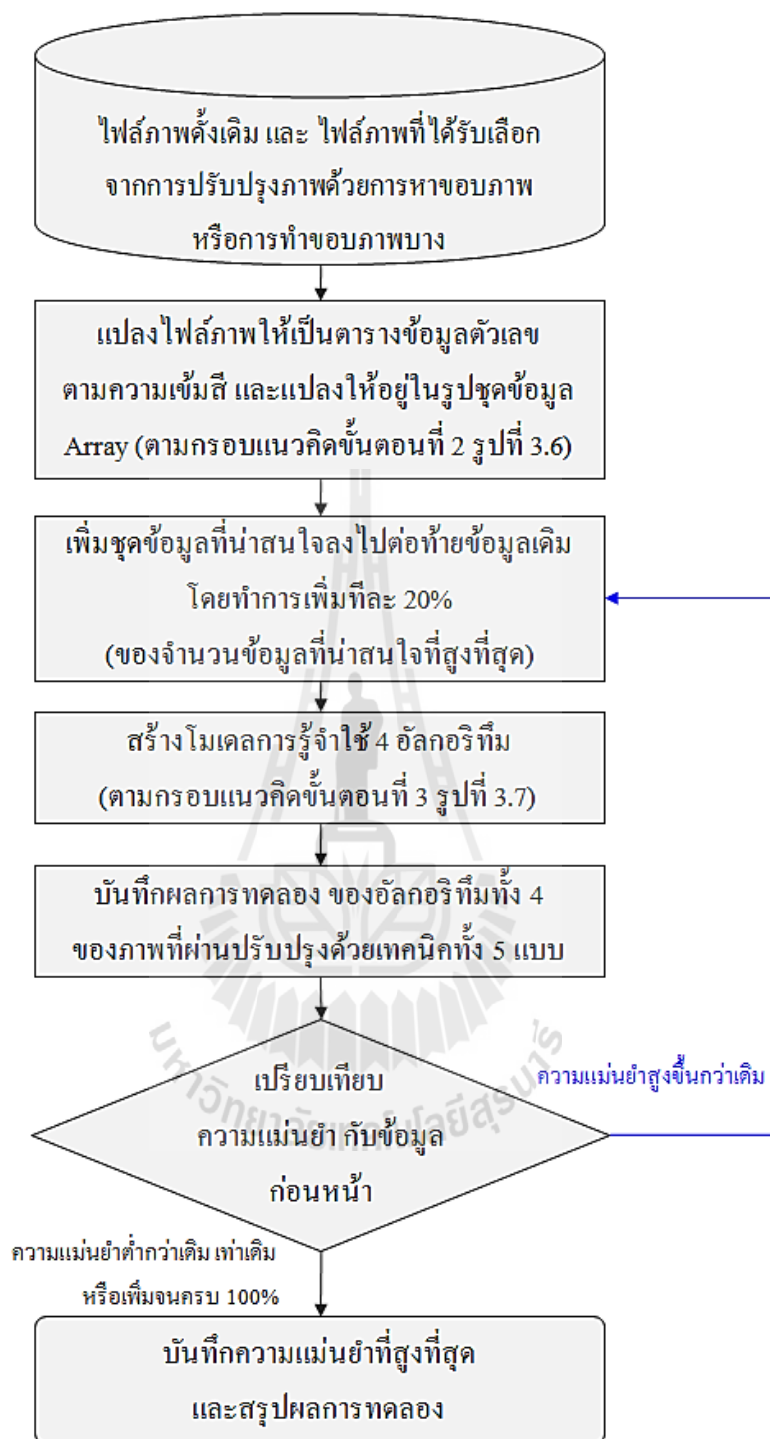 ไฟล์ภาพดั้งเดิม และ ไฟล์ภาพที่ได้รับเลือก
จากการปรับปรุงภาพด้วยการหาขอบภาพ
หรือการทำขอบภาพบาง
แปลงไฟล์ภาพให้เป็นตารางข้อมูลตัวเลข
ตามความเข้มสี และแปลงให้อยู่ในรูปชุดข้อมูล
Array (ตามกรอบแนวคิดขั้นตอนที่ 2 รูปที่ 3.6)
เพิ่มชุดข้อมูลที่น่าสนใจลงไปต่อท้ายข้อมูลเดิม
โดยทำการเพิ่มทีละ 20%
(ของจำนวนข้อมูลที่น่าสนใจที่สูงที่สุด)
สร้างโมเดลการรู้จำใช้ 4 อัลกอริทึม
(ตามกรอบแนวคิดขั้นตอนที่ 3 รูปที่ 3.7)
บันทึกผลการทดลอง ของอัลกอริทึมทั้ง 4
ของภาพที่ผ่านปรับปรุงด้วยเทคนิคทั้ง 5 แบบ
เปรียบเทียบ
ความแม่นยำ กับข้อมูล
ก่อนหน้า
ความแม่นยำสูงขึ้นกว่าเดิม
ความแม่นยำต่ำกว่าเดิม เท่าเดิม
หรือเพิ่มจนครบ 100%
บันทึกความแม่นยำที่สูงที่สุด
และสรุปผลการทดลอง
มหาวิทยาลัยเทคโนโลยีสุรนารี